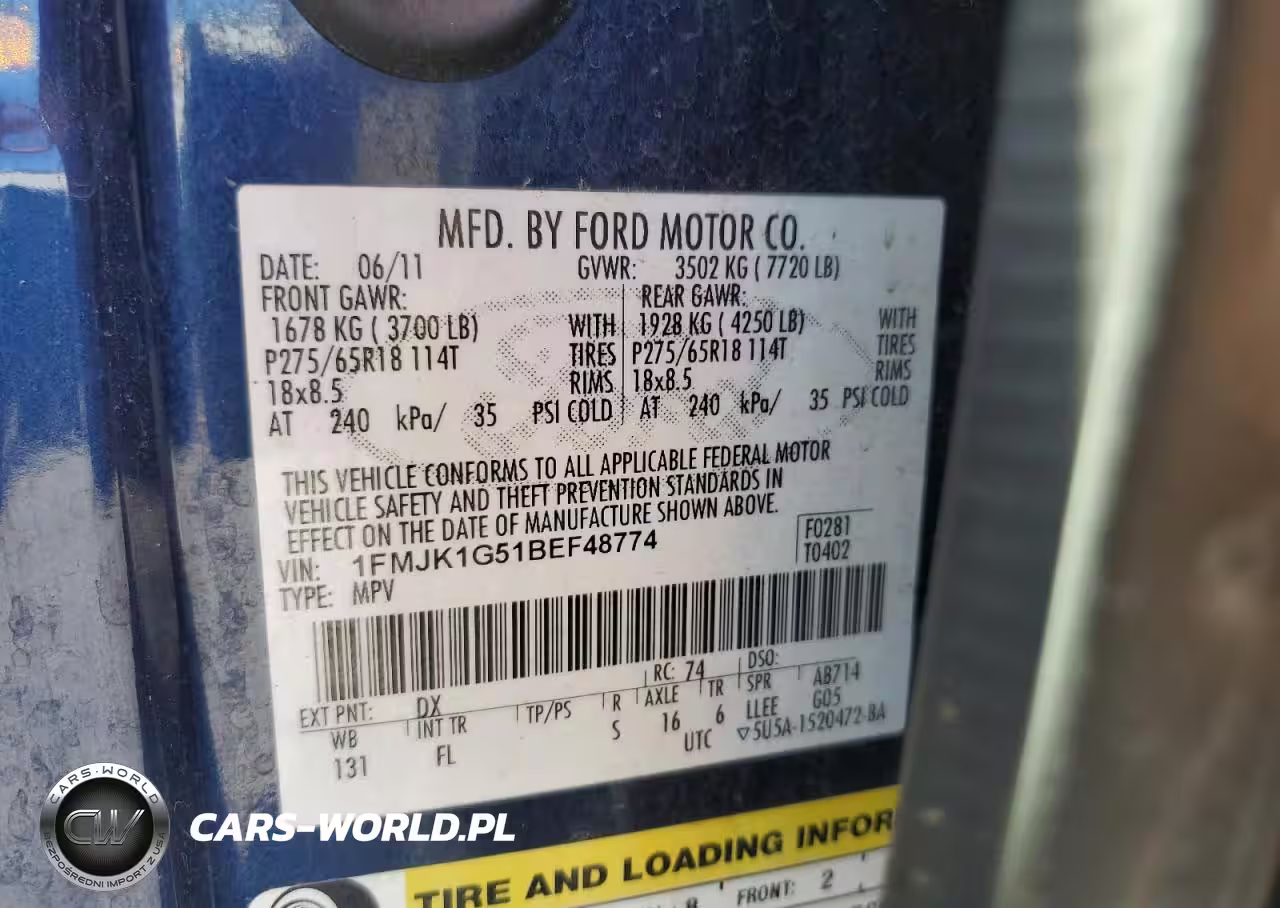 MFD. BY FORD MOTOR CO.
DATE: 06/11 GVWR: 3502 KG ( 7720 LB)
FRONT GAWR: REAR GAWR:
1678 KG ( 3700 LB) WITH 1928 KG ( 4250 LB) WITH
P275/65R18 114T TIRES P275/65R18 114T TIRES
18x8.5 RIMS 18x8.5 RIMS
AT 240 kPa/ 35 PSI COLD AT 240 kPa/ 35 PSI COLD
THIS VEHICLE CONFORMS TO ALL APPLICABLE FEDERAL MOTOR
VEHICLE SAFETY AND THEFT PREVENTION STANDARDS IN
EFFECT ON THE DATE OF MANUFACTURE SHOWN ABOVE.
VIN: 1FMJK1G51BEF48774 F0281
TYPE: MPV T0402
RC: 74 DSO:
EXT PNT: DX R AXLE TR SPR AB714
WB INT TR TP/PS S 16 6 LLEE G05
131 FL UTC ▽5U5A-1520472-BA
CARS-WORLD
CW
BEZPOŚREDNI IMPORT Z USA
CARS-WORLD.PL
TIRE AND LOADING INFOR
FRONT: 2